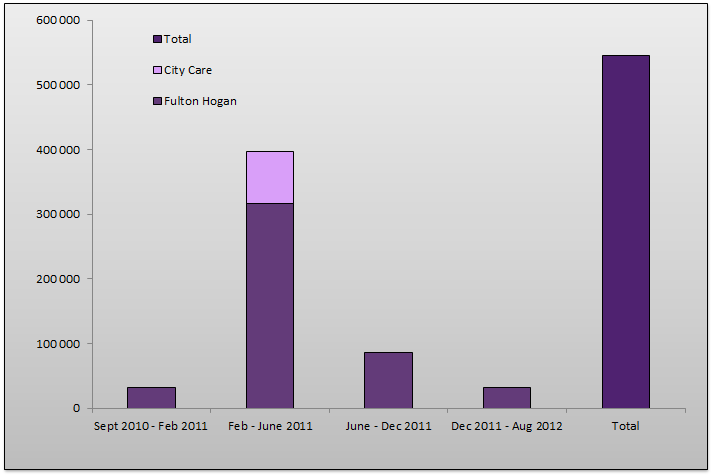 600 000
500 000
400 000
300 000
200 000
100 000
0
Total
City Care
Fulton Hogan
Sept 2010 - Feb 2011
Feb - June 2011
June - Dec 2011
Dec 2011 - Aug 2012
Total